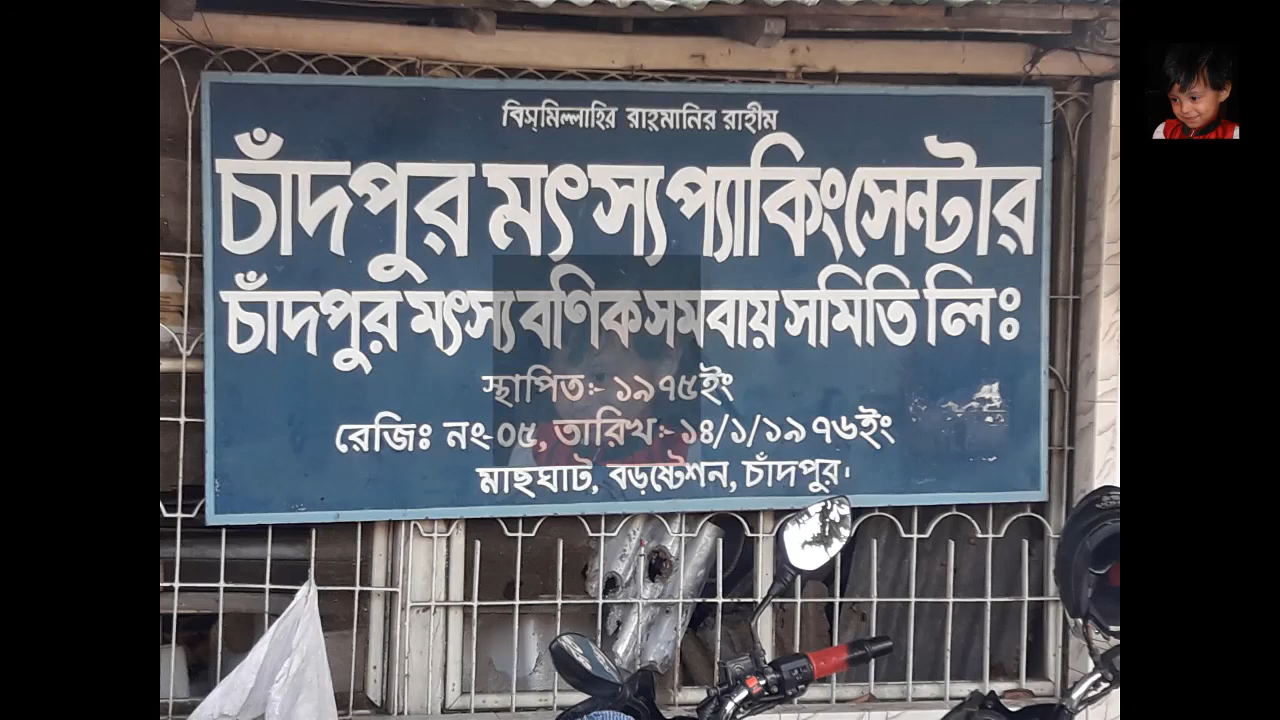 বিস্‌মিল্লাহির রাহ্‌মানির রাহীম
চাঁদপুর মৎস্য প্যাকিং সেন্টার
চাঁদপুর মৎস্য বণিক সমবায় সমিতি লিঃ
স্থাপিত:- ১৯৭৫ইং
রেজিঃ নং-০৫, তারিখ:- ১৪/১/১৯৭৬ইং
মাছঘাট, বড়ষ্টেশন, চাঁদপুর।